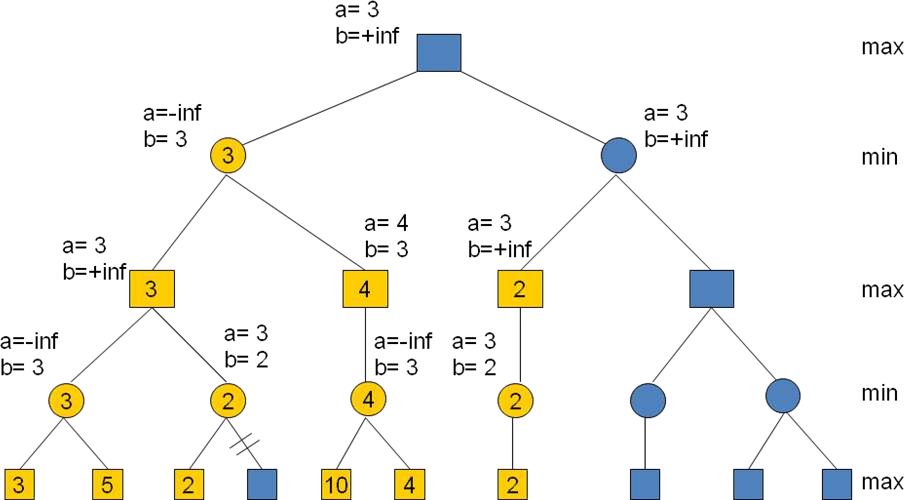 a= 3
b=+inf
max
a=-inf
b= 3
a= 3
b=+inf
3
min
a= 3
b=+inf
a= 4
b= 3
a= 3
b=+inf
3
4
2
max
a=-inf
b= 3
a= 3
b= 2
a=-inf
b= 3
a= 3
b= 2
3
2
4
2
min
3
5
2
10
4
2
max